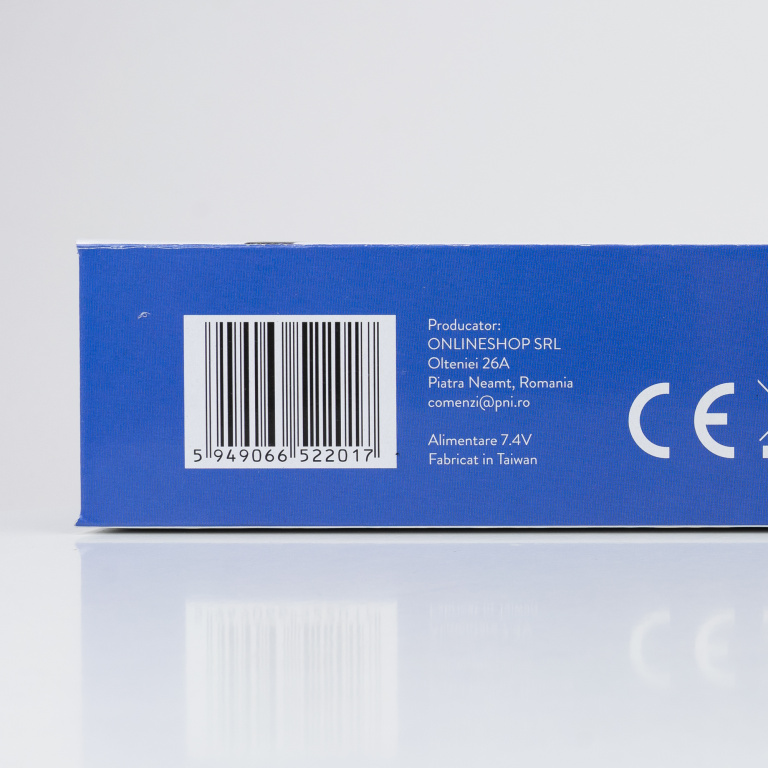 5 949066 522017
Producator:
ONLINESHOP SRL
Olteniei 26A
Piatra Neamt, Romania
comenzi@pni.ro
Alimentare 7.4V
Fabricat in Taiwan
CE